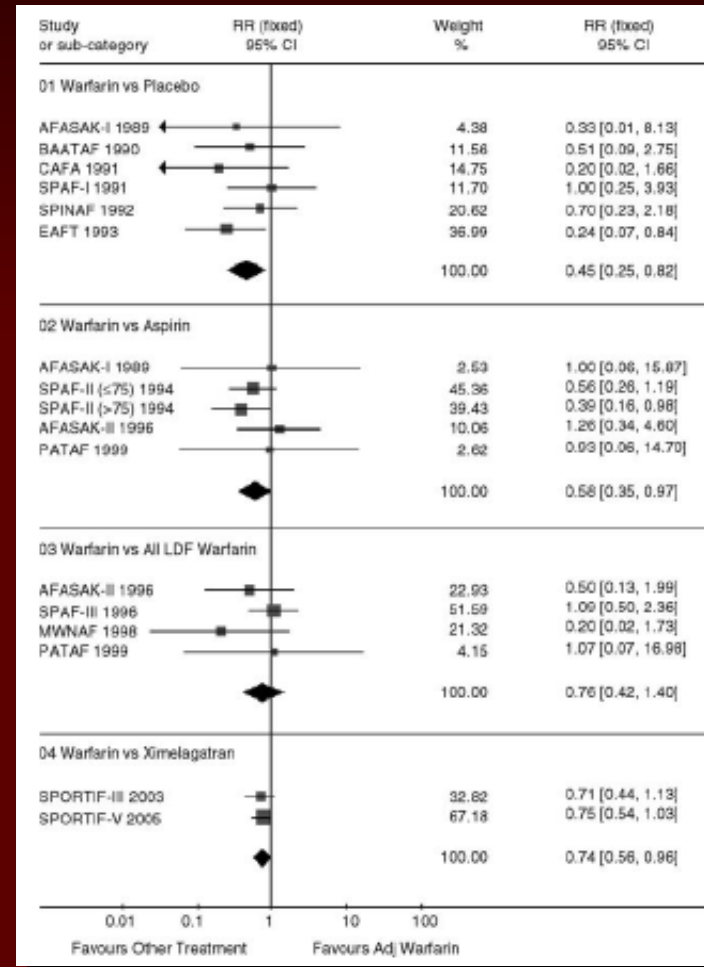 Study RR (fixed) Weight RR (fixed)
or sub-category 95% CI % 95% CI
01 Warfarin vs Placebo
AFASAK-I 1989 4.38 0.33 [0.01, 8.13]
BAATAF 1990 11.56 0.51 [0.09, 2.75]
CAFA 1991 14.75 0.20 [0.02, 1.66]
SPAF-I 1991 11.70 1.00 [0.25, 3.93]
SPINAF 1992 20.62 0.70 [0.23, 2.18]
EAFT 1993 36.99 0.24 [0.07, 0.84]
100.00 0.45 [0.25, 0.82]
02 Warfarin vs Aspirin
AFASAK-I 1989 2.53 1.00 [0.06, 15.87]
SPAF-II (≤75) 1994 45.36 0.56 [0.26, 1.19]
SPAF-II (>75) 1994 39.43 0.39 [0.16, 0.98]
AFASAK-II 1996 10.06 1.26 [0.34, 4.60]
PATAF 1999 2.62 0.93 [0.06, 14.70]
100.00 0.58 [0.35, 0.97]
03 Warfarin vs All LDF Warfarin
AFASAK-II 1996 22.93 0.50 [0.13, 1.99]
SPAF-III 1996 51.59 1.09 [0.50, 2.36]
MWNAF 1998 21.32 0.20 [0.02, 1.73]
PATAF 1999 4.15 1.07 [0.07, 16.98]
100.00 0.76 [0.42, 1.40]
04 Warfarin vs Ximelagatran
SPORTIF-III 2003 32.82 0.71 [0.44, 1.13]
SPORTIF-V 2005 67.18 0.75 [0.54, 1.03]
100.00 0.74 [0.56, 0.96]
0.01 0.1 1 10 100
Favours Other Treatment Favours Adj Warfarin